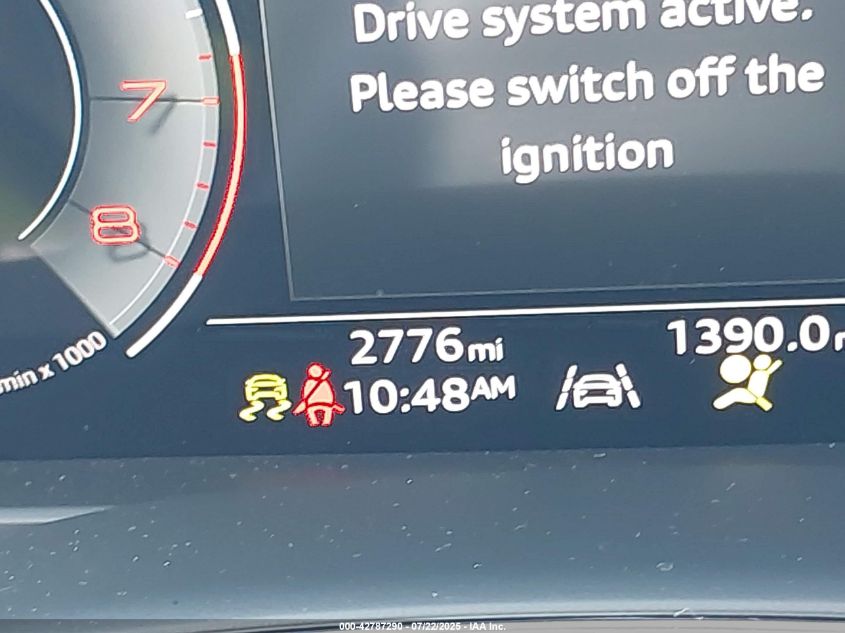 Drive system active.
Please switch off the
ignition
7
8
min x 1000
2776mi
1390.0
10:48AM
000-42787290 - 07/22/2025 - IAA Inc.